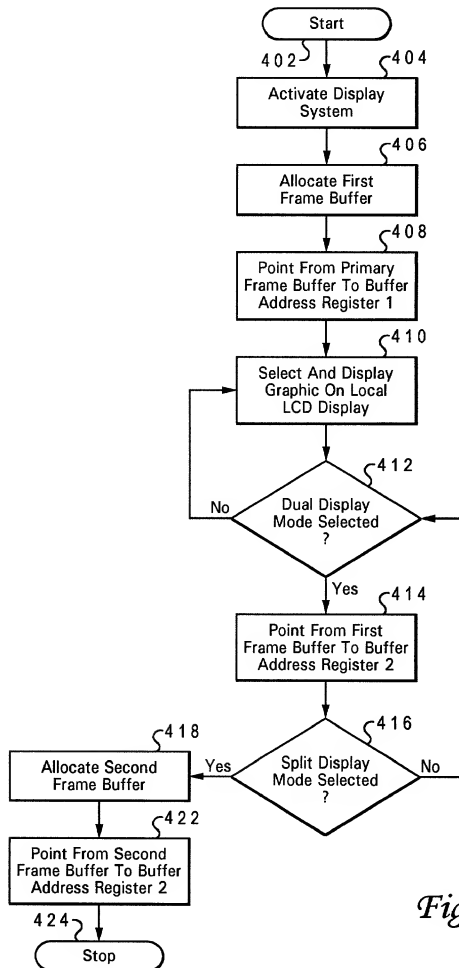 Start
402
404
Activate Display
System
406
Allocate First
Frame Buffer
408
Point From Primary
Frame Buffer To Buffer
Address Register 1
410
Select And Display
Graphic On Local
LCD Display
412
No
Dual Display
Mode Selected
?
Yes
414
Point From First
Frame Buffer To Buffer
Address Register 2
416
418
Allocate Second
Frame Buffer
Yes
Split Display
Mode Selected
?
No
422
Point From Second
Frame Buffer To Buffer
Address Register 2
424
Stop
Fig